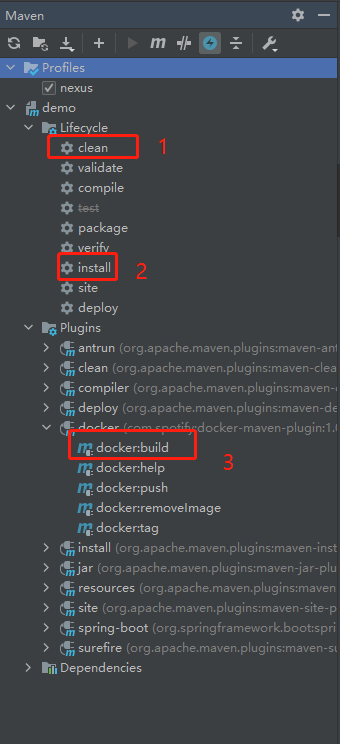 Maven
Profiles
nexus
demo
Lifecycle
clean 1
validate
compile
test
package
verify
install 2
site
deploy
Plugins
antrun (org.apache.maven.plugins:maven-ant
clean (org.apache.maven.plugins:maven-clea
compiler (org.apache.maven.plugins:maven-
deploy (org.apache.maven.plugins:maven-de
docker (com.spotify:docker-maven-plugin:1.0
docker:build 3
docker:help
docker:push
docker:removeImage
docker:tag
install (org.apache.maven.plugins:maven-inst
jar (org.apache.maven.plugins:maven-jar-plu
resources (org.apache.maven.plugins:maven-
site (org.apache.maven.plugins:maven-site-p
spring-boot (org.springframework.boot:spri
surefire (org.apache.maven.plugins:maven-su
Dependencies